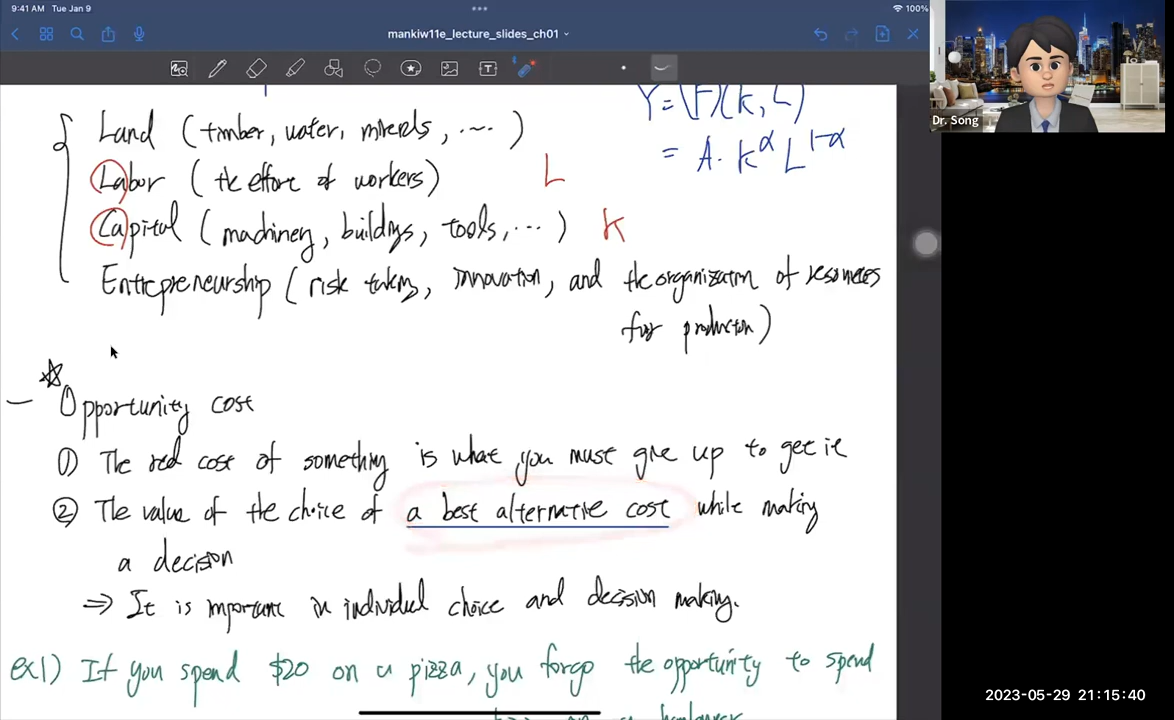 9:41 AM Tue Jan 9
100%
mankiw11e_lecture_slides_ch01
Y = F(K, L)
= A · K^α L^1-α
Land (timber, water, minerals, ...)
Labor (the effort of workers) L
Capital (machinery, buildings, tools, ...) K
Entrepreneurship (risk taking, innovation, and the organization of resources
for production)
— ☆ Opportunity cost
① The real cost of something is what you must give up to get it
② The value of the choice of a best alternative cost while making
a decision
⇒ It is important in individual choice and decision making.
ex1) If you spend $20 on a pizza, you forgo the opportunity to spend
Dr. Song
2023-05-29 21:15:40